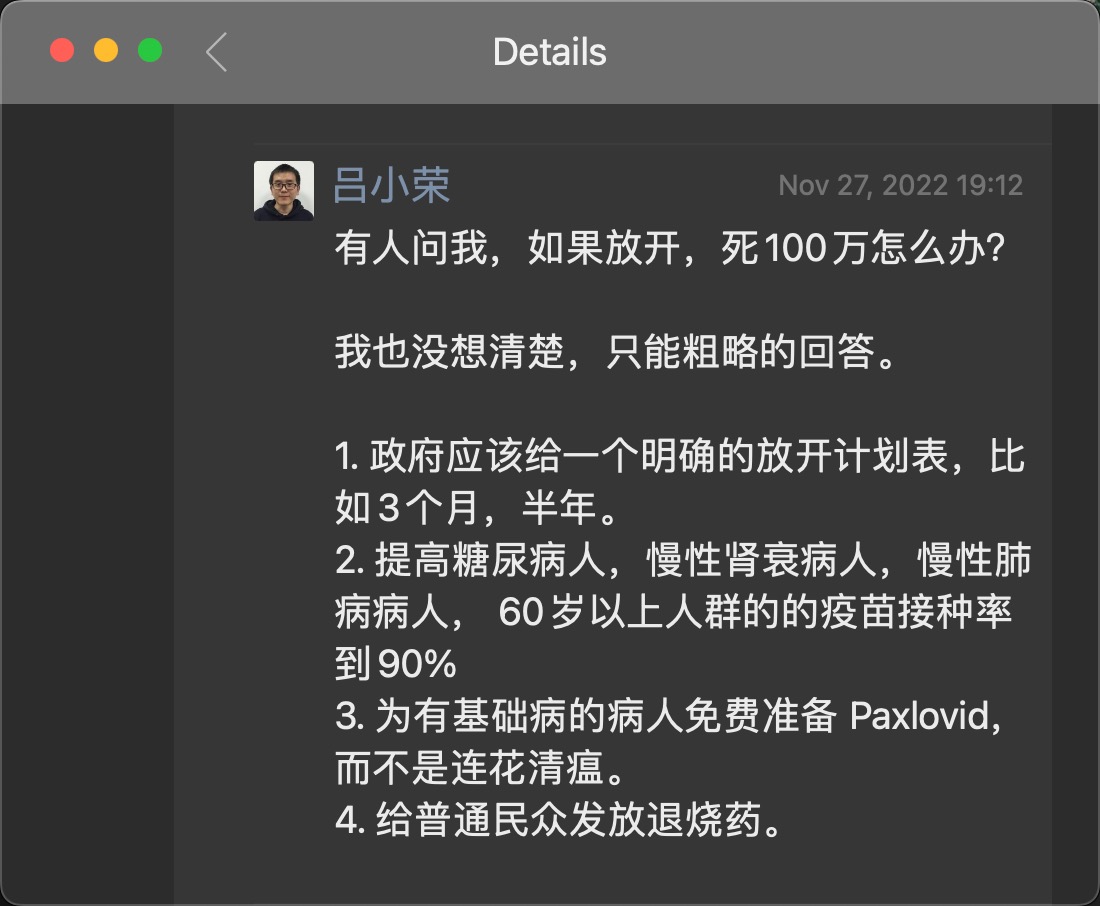 Details
吕小荣
Nov 27, 2022 19:12
有人问我，如果放开，死100万怎么办?
我也没想清楚，只能粗略的回答。
1. 政府应该给一个明确的放开计划表，比
如3个月，半年。
2. 提高糖尿病人，慢性肾衰病人，慢性肺
病病人， 60岁以上人群的的疫苗接种率
到90%
3. 为有基础病的病人免费准备 Paxlovid，
而不是连花清瘟。
4. 给普通民众发放退烧药。